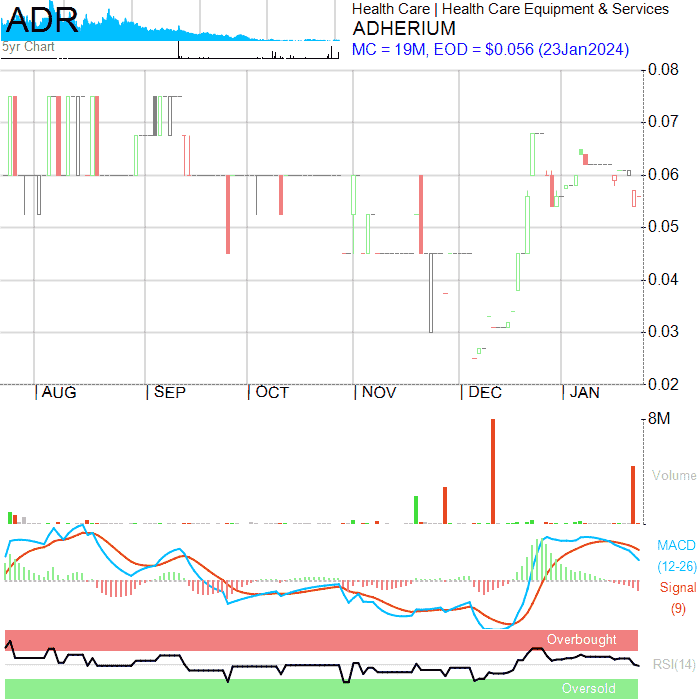 ADR
5yr Chart
Health Care | Health Care Equipment & Services
ADHERIUM
MC = 19M, EOD = $0.056 (23Jan2024)
0.08
0.07
0.06
0.05
0.04
0.03
0.02
|AUG |SEP |OCT |NOV |DEC |JAN
8M
Volume
MACD
(12-26)
Signal
(9)
Overbought
RSI(14)
Oversold